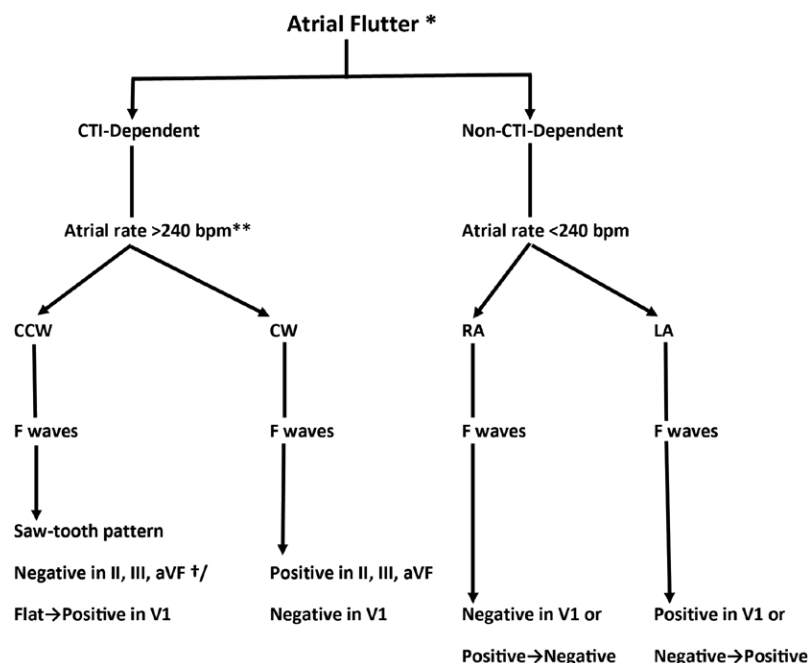 Atrial Flutter *
CTI-Dependent
Non-CTI-Dependent
Atrial rate >240 bpm**
Atrial rate <240 bpm
CCW
CW
RA
LA
F waves
F waves
F waves
F waves
Saw-tooth pattern
Negative in II, III, aVF †/
Flat→Positive in V1
Positive in II, III, aVF
Negative in V1
Negative in V1 or
Positive→Negative
Positive in V1 or
Negative→Positive